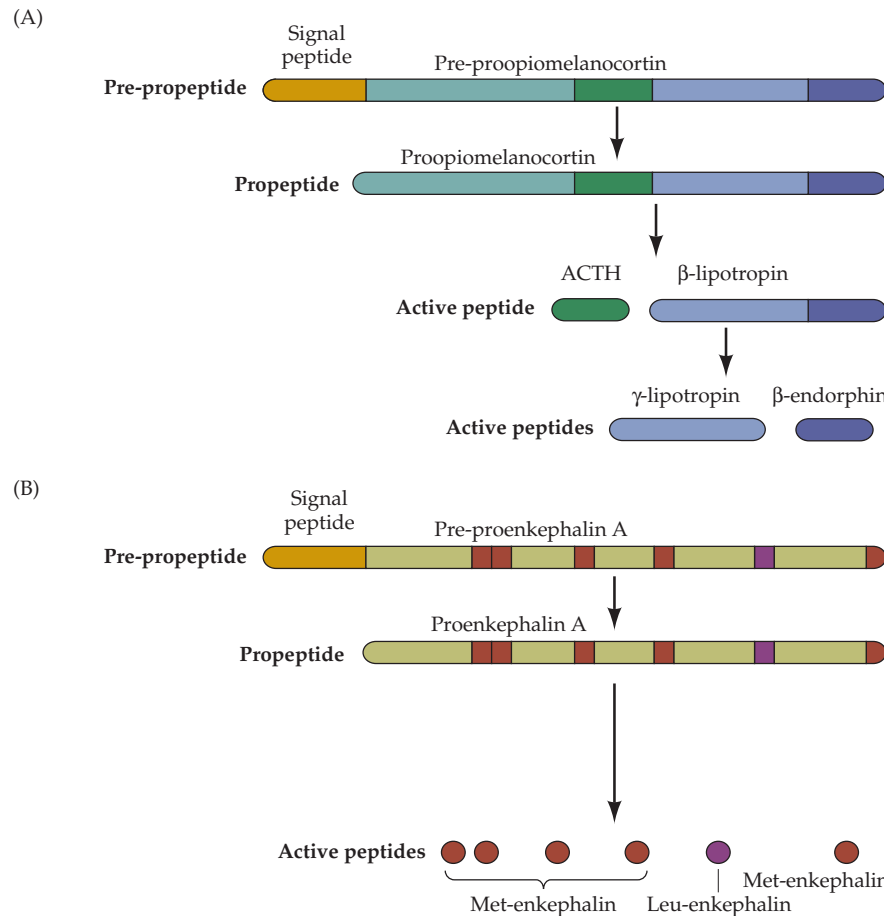 (A)
Signal
peptide
Pre-proopiomelanocortin
Pre-propeptide
Proopiomelanocortin
Propeptide
ACTH
β-lipotropin
Active peptide
γ-lipotropin
β-endorphin
Active peptides
(B)
Signal
peptide
Pre-proenkephalin A
Pre-propeptide
Proenkephalin A
Propeptide
Active peptides
Met-enkephalin
Leu-enkephalin
Met-enkephalin